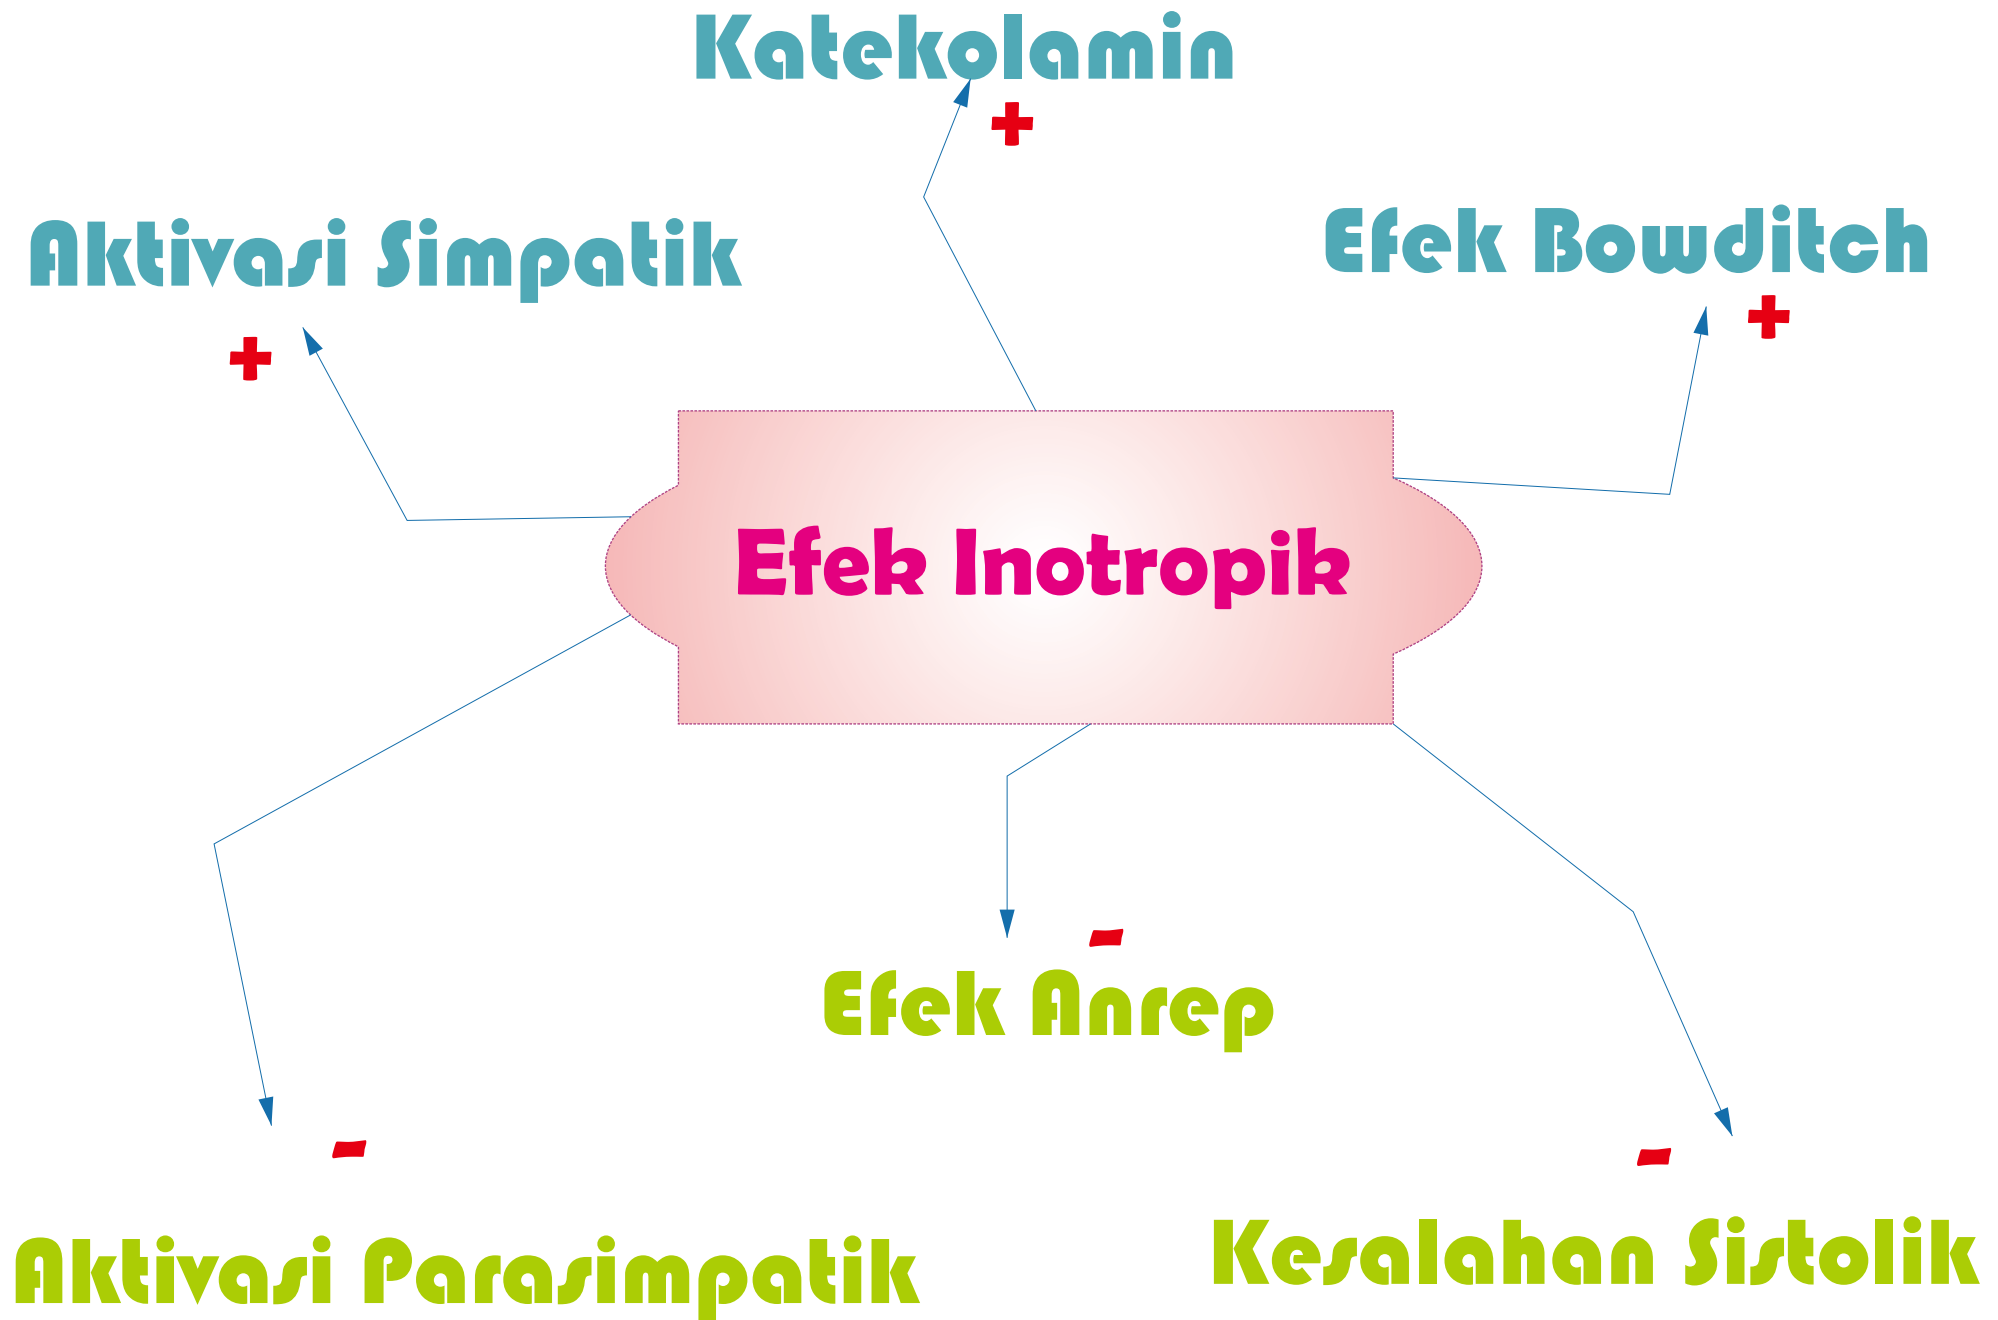 Katekolamin
+
Aktivasi Simpatik
+
Efek Bowditch
+
Efek Inotropik
-
Efek Anrep
-
Aktivasi Parasimpatik
-
Kesalahan Sistolik